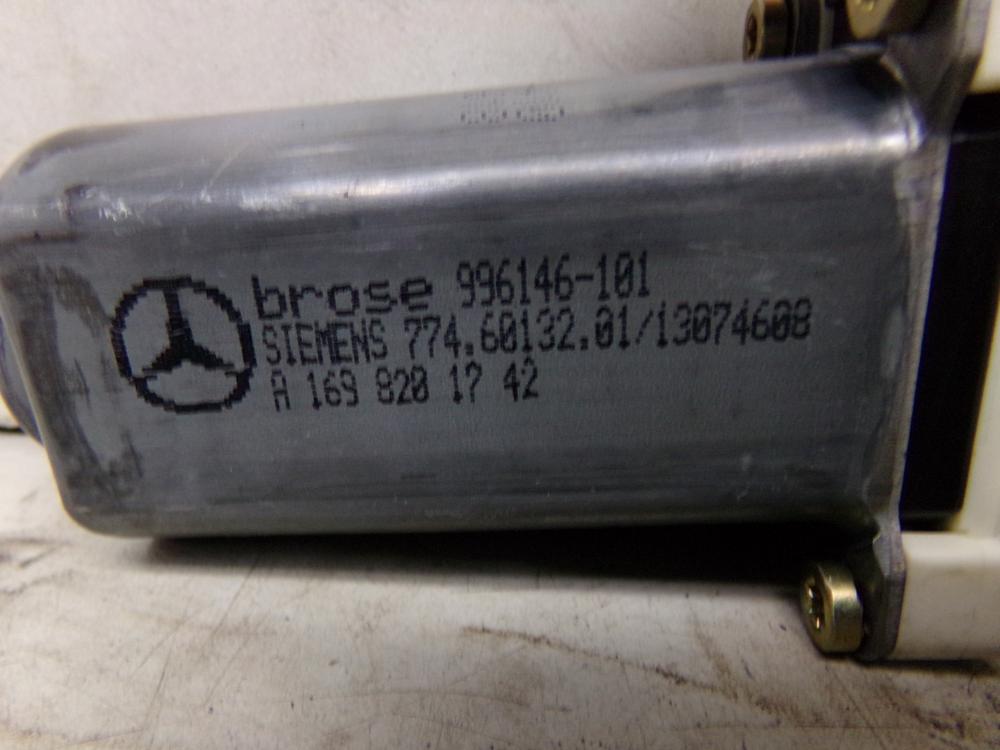 brose 996146-101
SIEMENS 774.60132.01/13074608
A 169 820 17 42